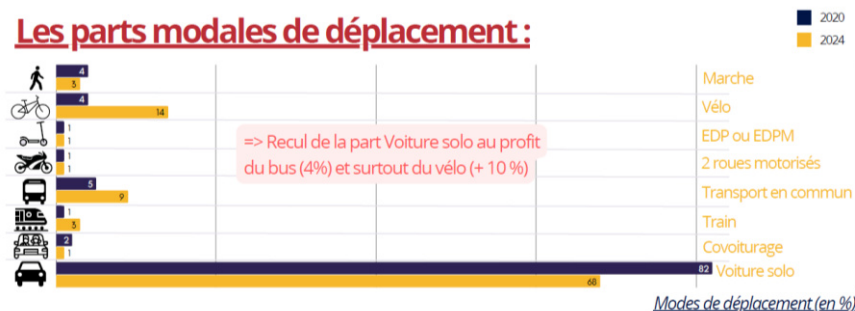 Les parts modales de déplacement :
2020
2024
4
3
Marche
4
14
Vélo
1
1
EDP ou EDPM
1
1
2 roues motorisés
5
9
Transport en commun
1
3
Train
2
1
Covoiturage
82
68
Voiture solo
=> Recul de la part Voiture solo au profit
du bus (4%) et surtout du vélo (+ 10 %)
Modes de déplacement (en %)